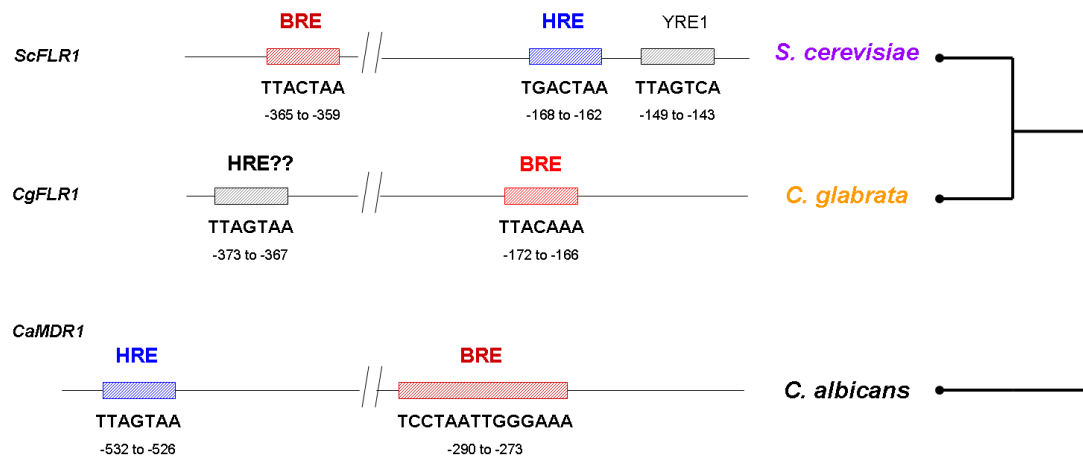 BRE HRE YRE1
ScFLR1 S. cerevisiae
TTACTAA TGACTAA TTAGTCA
-365 to -359 -168 to -162 -149 to -143
HRE?? BRE
CgFLR1 C. glabrata
TTAGTAA TTACAAA
-373 to -367 -172 to -166
CaMDR1
HRE BRE
C. albicans
TTAGTAA TCCTAATTGGGAAA
-532 to -526 -290 to -273